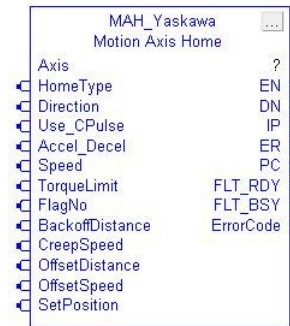 MAH_Yaskawa ...
Motion Axis Home
Axis ?
HomeType EN
Direction DN
Use_CPulse IP
Accel_Decel ER
Speed PC
TorqueLimit FLT_RDY
FlagNo FLT_BSY
BackoffDistance ErrorCode
CreepSpeed
OffsetDistance
OffsetSpeed
SetPosition